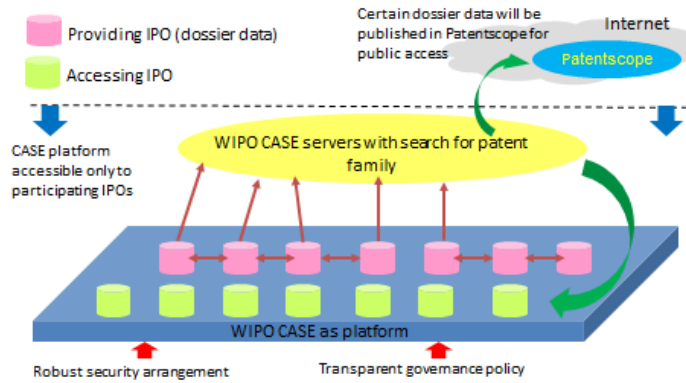 Providing IPO (dossier data)
Accessing IPO
Certain dossier data will be
published in Patentscope for
public access
Internet
Patentscope
CASE platform
accessible only to
participating IPOs
WIPO CASE servers with search for patent
family
WIPO CASE as platform
Robust security arrangement
Transparent governance policy